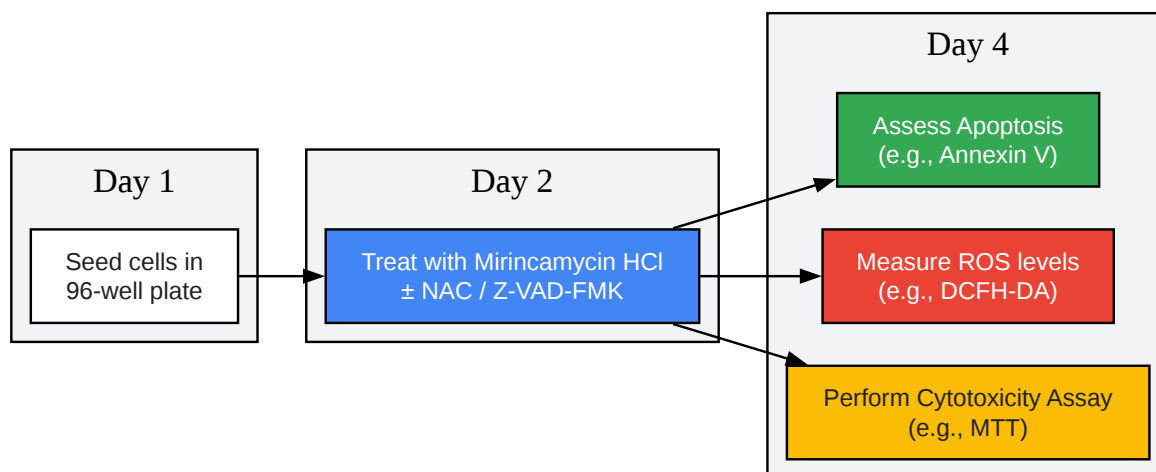 Day 1
Seed cells in
96-well plate
Day 2
Treat with Mirincamycin HCl
± NAC / Z-VAD-FMK
Day 4
Assess Apoptosis
(e.g., Annexin V)
Measure ROS levels
(e.g., DCFH-DA)
Perform Cytotoxicity Assay
(e.g., MTT)